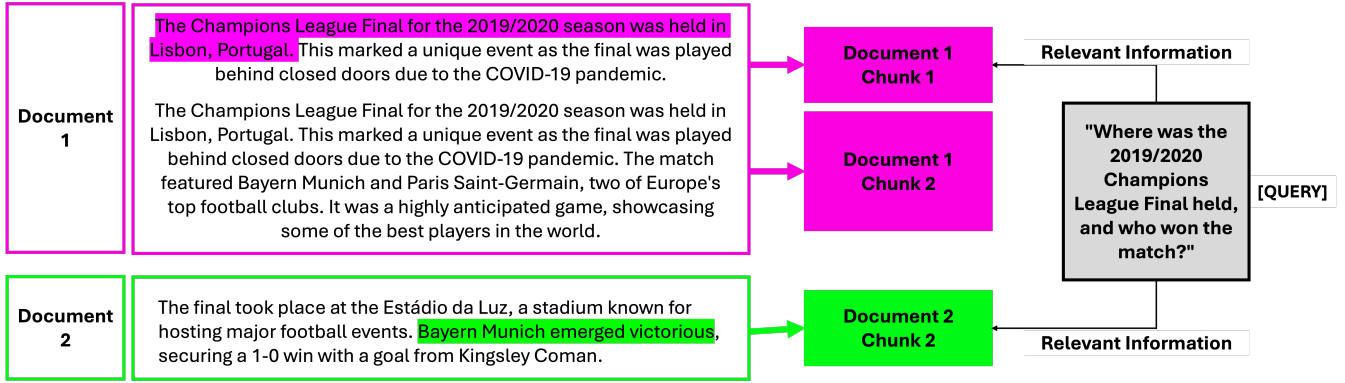 Document
1
The Champions League Final for the 2019/2020 season was held in
Lisbon, Portugal. This marked a unique event as the final was played
behind closed doors due to the COVID-19 pandemic.
The Champions League Final for the 2019/2020 season was held in
Lisbon, Portugal. This marked a unique event as the final was played
behind closed doors due to the COVID-19 pandemic. The match
featured Bayern Munich and Paris Saint-Germain, two of Europe's
top football clubs. It was a highly anticipated game, showcasing
some of the best players in the world.
Document 1
Chunk 1
Document 1
Chunk 2
Relevant Information
"Where was the
2019/2020
Champions
League Final held,
and who won the
match?"
[QUERY]
Document
2
The final took place at the Estádio da Luz, a stadium known for
hosting major football events. Bayern Munich emerged victorious,
securing a 1-0 win with a goal from Kingsley Coman.
Document 2
Chunk 2
Relevant Information